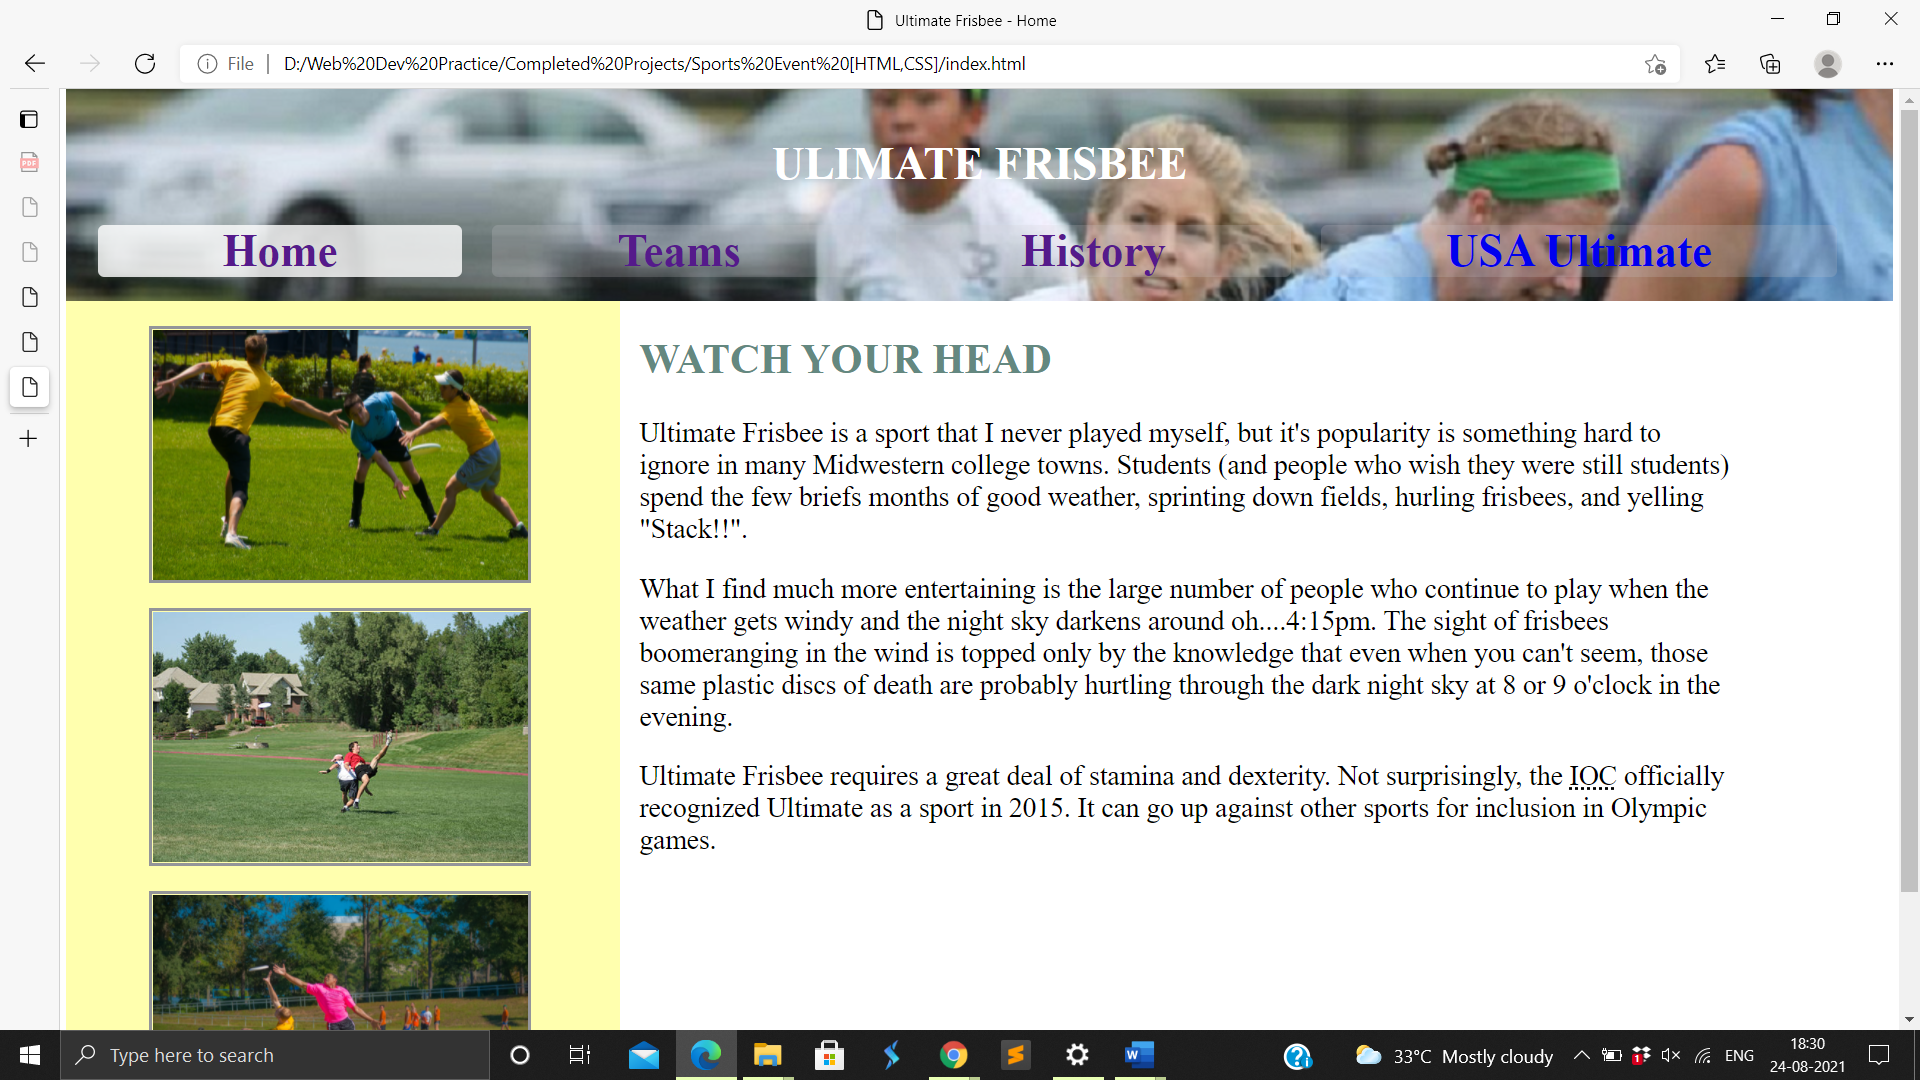 Ultimate Frisbee - Home
File
D:/Web%20Dev%20Practice/Completed%20Projects/Sports%20Event%20[HTML,CSS]/index.html
PDF
ULIMATE FRISBEE
Home
Teams
History
USA Ultimate
WATCH YOUR HEAD
Ultimate Frisbee is a sport that I never played myself, but it's popularity is something hard to
ignore in many Midwestern college towns. Students (and people who wish they were still students)
spend the few briefs months of good weather, sprinting down fields, hurling frisbees, and yelling
"Stack!!".
What I find much more entertaining is the large number of people who continue to play when the
weather gets windy and the night sky darkens around oh....4:15pm. The sight of frisbees
boomeranging in the wind is topped only by the knowledge that even when you can't seem, those
same plastic discs of death are probably hurtling through the dark night sky at 8 or 9 o'clock in the
evening.
Ultimate Frisbee requires a great deal of stamina and dexterity. Not surprisingly, the IOC officially
recognized Ultimate as a sport in 2015. It can go up against other sports for inclusion in Olympic
games.
Type here to search
33°C Mostly cloudy
1
ENG
18:30
24-08-2021